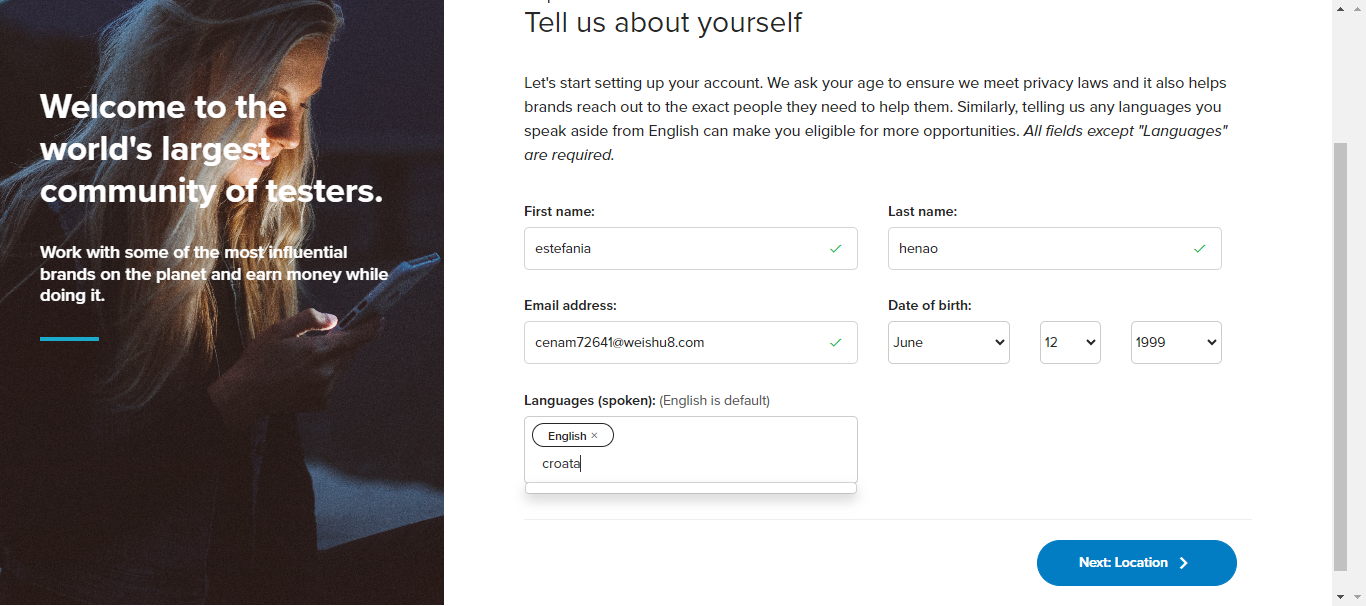 Welcome to the
world's largest
community of testers.
Work with some of the most influential
brands on the planet and earn money while
doing it.
Tell us about yourself
Let's start setting up your account. We ask your age to ensure we meet privacy laws and it also helps
brands reach out to the exact people they need to help them. Similarly, telling us any languages you
speak aside from English can make you eligible for more opportunities. All fields except "Languages"
are required.
First name:
Last name:
estefania
henao
Email address:
Date of birth:
cenam72641@weishu8.com
June
12
1999
Languages (spoken): (English is default)
English ×
croata
Next: Location